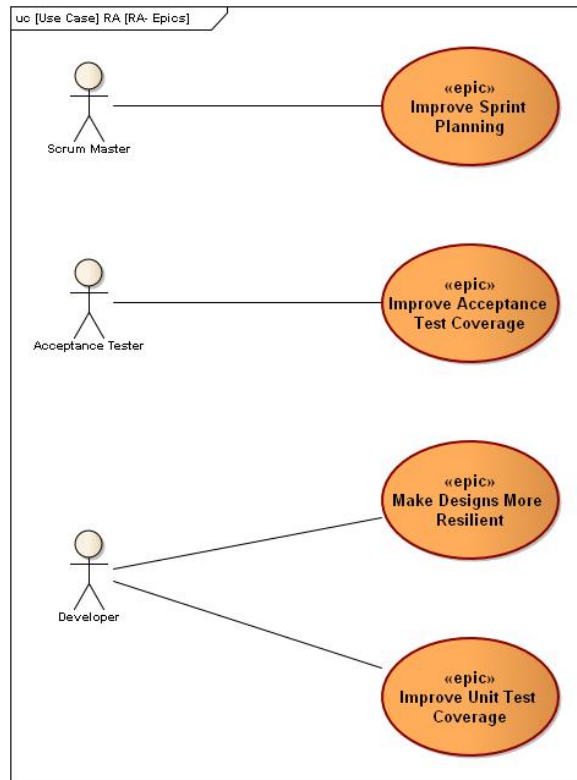 uc [Use Case] RA [RA- Epics]
«epic»
Improve Sprint
Planning
Scrum Master
«epic»
Improve Acceptance
Test Coverage
Acceptance Tester
«epic»
Make Designs More
Resilient
Developer
«epic»
Improve Unit Test
Coverage